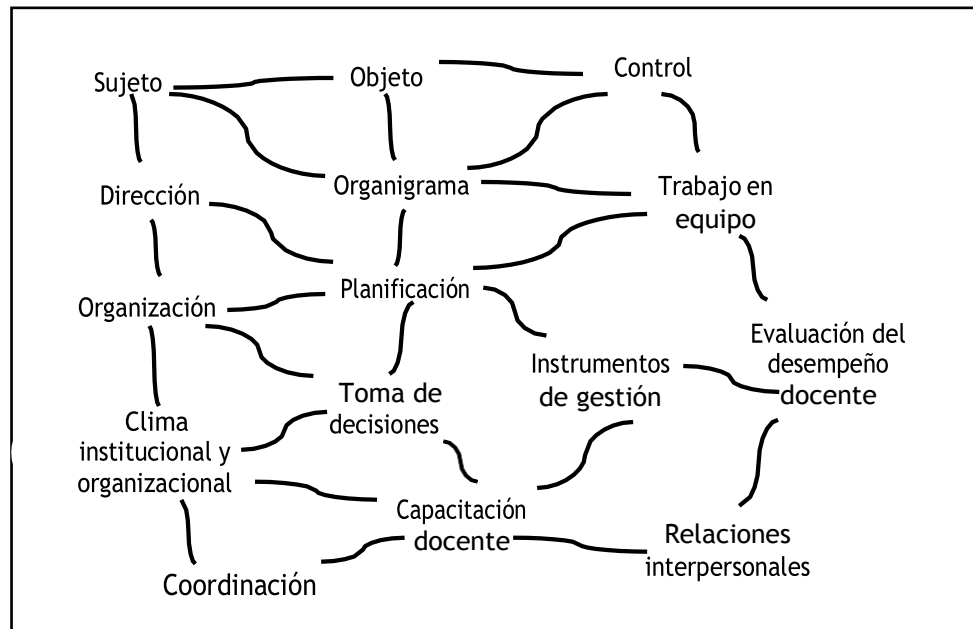 Sujeto
Objeto
Control
Dirección
Organigrama
Trabajo en
equipo
Organización
Planificación
Instrumentos
de gestión
Evaluación del
desempeño
docente
Clima
institucional y
organizacional
Toma de
decisiones
Capacitación
docente
Relaciones
interpersonales
Coordinación